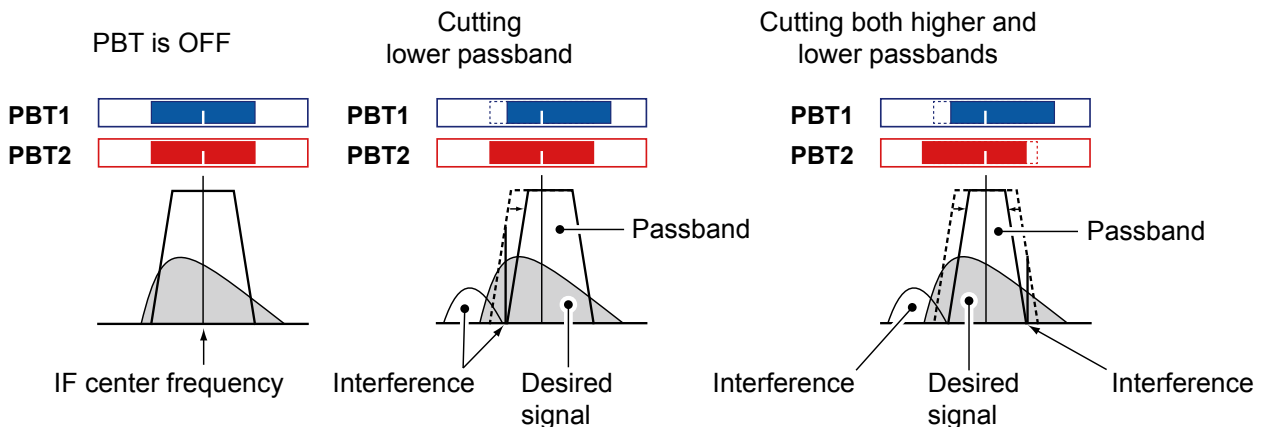 PBT is OFF
PBT1
PBT2
IF center frequency
Cutting
lower passband
PBT1
PBT2
Passband
Interference
Desired
signal
Cutting both higher and
lower passbands
PBT1
PBT2
Passband
Interference
Desired
signal
Interference